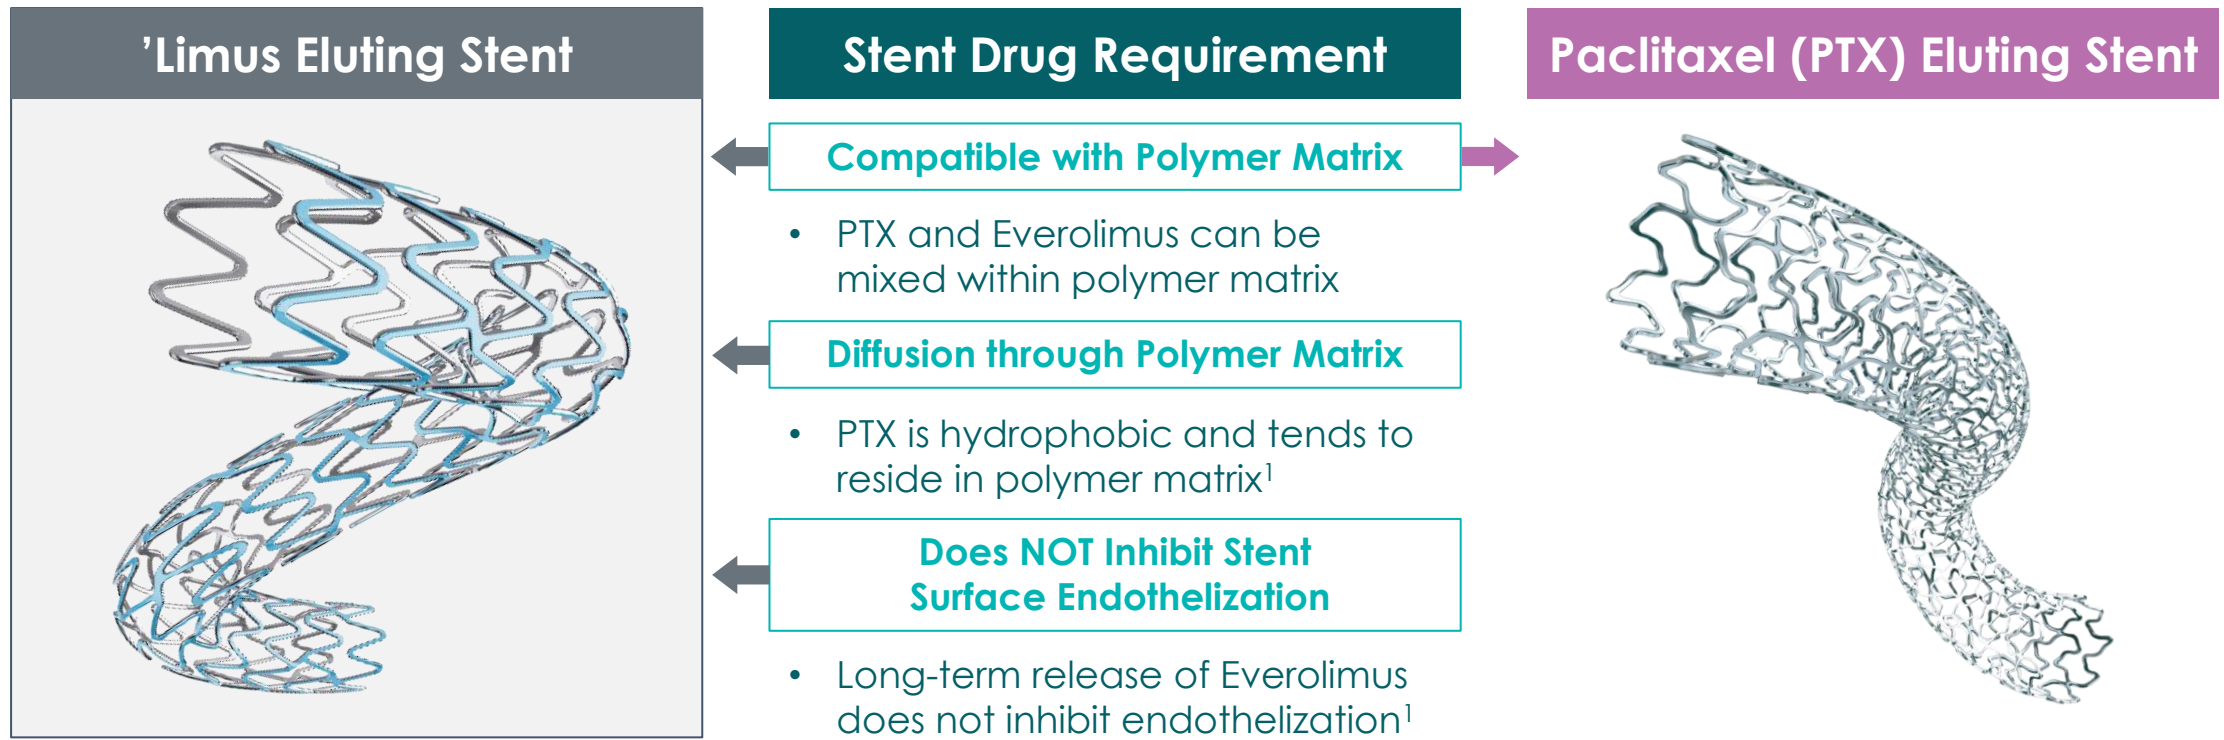 ’Limus Eluting Stent
Stent Drug Requirement
Paclitaxel (PTX) Eluting Stent
Compatible with Polymer Matrix
• PTX and Everolimus can be
mixed within polymer matrix
Diffusion through Polymer Matrix
• PTX is hydrophobic and tends to
reside in polymer matrix¹
Does NOT Inhibit Stent
Surface Endothelization
• Long-term release of Everolimus
does not inhibit endothelization¹